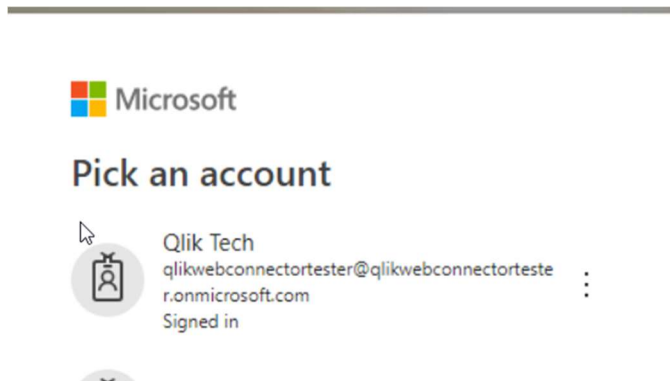 Microsoft
Pick an account
Qlik Tech
qlikwebconnectortester@qlikwebconnectorteste
r.onmicrosoft.com
Signed in